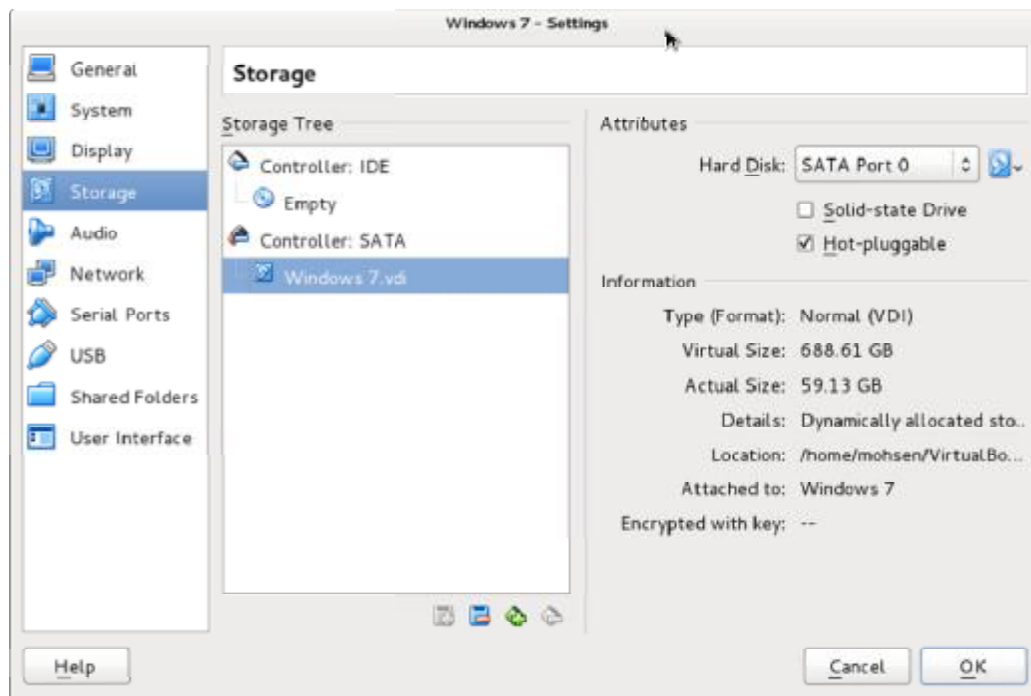 Windows 7 - Settings
General
System
Display
Storage
Audio
Network
Serial Ports
USB
Shared Folders
User Interface
Storage
Storage Tree
Controller: IDE
Empty
Controller: SATA
Windows 7.vdi
Attributes
Hard Disk: SATA Port 0
Solid-state Drive
Hot-pluggable
Information
Type (Format): Normal (VDI)
Virtual Size: 688.61 GB
Actual Size: 59.13 GB
Details: Dynamically allocated sto..
Location: /home/mohsen/VirtualBo...
Attached to: Windows 7
Encrypted with key: --
Help
Cancel
OK